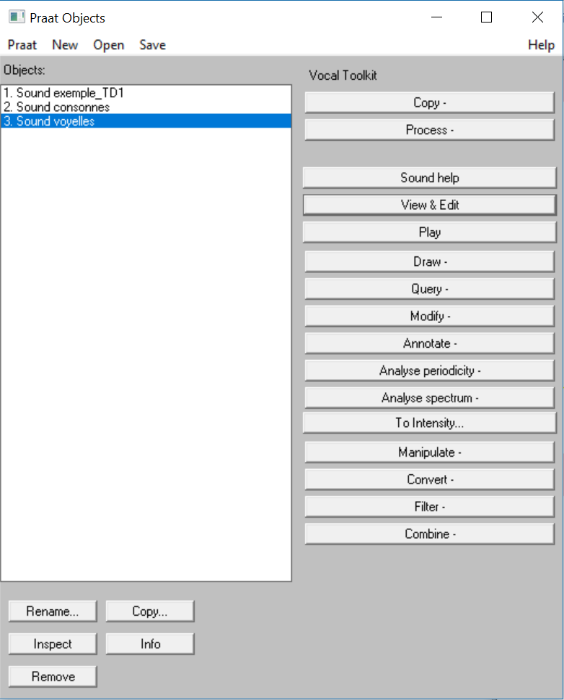 Praat Objects
Praat New Open Save Help
Objects:
1. Sound exemple_TD1
2. Sound consonnes
3. Sound voyelles
Vocal Toolkit
Copy -
Process -
Sound help
View & Edit
Play
Draw -
Query -
Modify -
Annotate -
Analyse periodicity -
Analyse spectrum -
To Intensity...
Manipulate -
Convert -
Filter -
Combine -
Rename... Copy...
Inspect Info
Remove